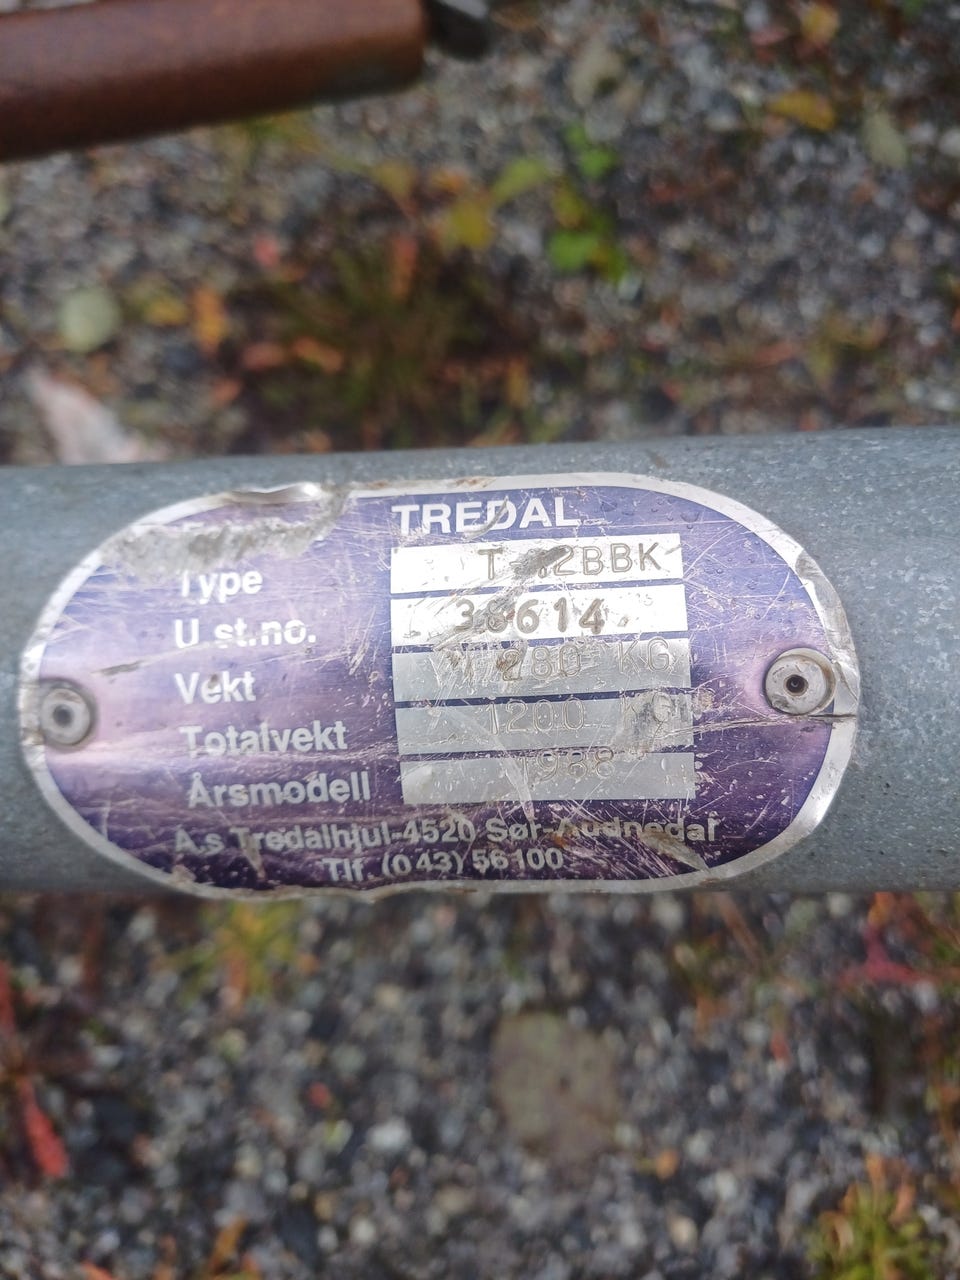 TREDAL
Type T-12BBK
U.st.no. 38614
Vekt 280 KG
Totalvekt 1200 KG
Årsmodell 1988
A.s Tredalhjul-4520 Sør-Audnedal
Tlf. (043) 56100